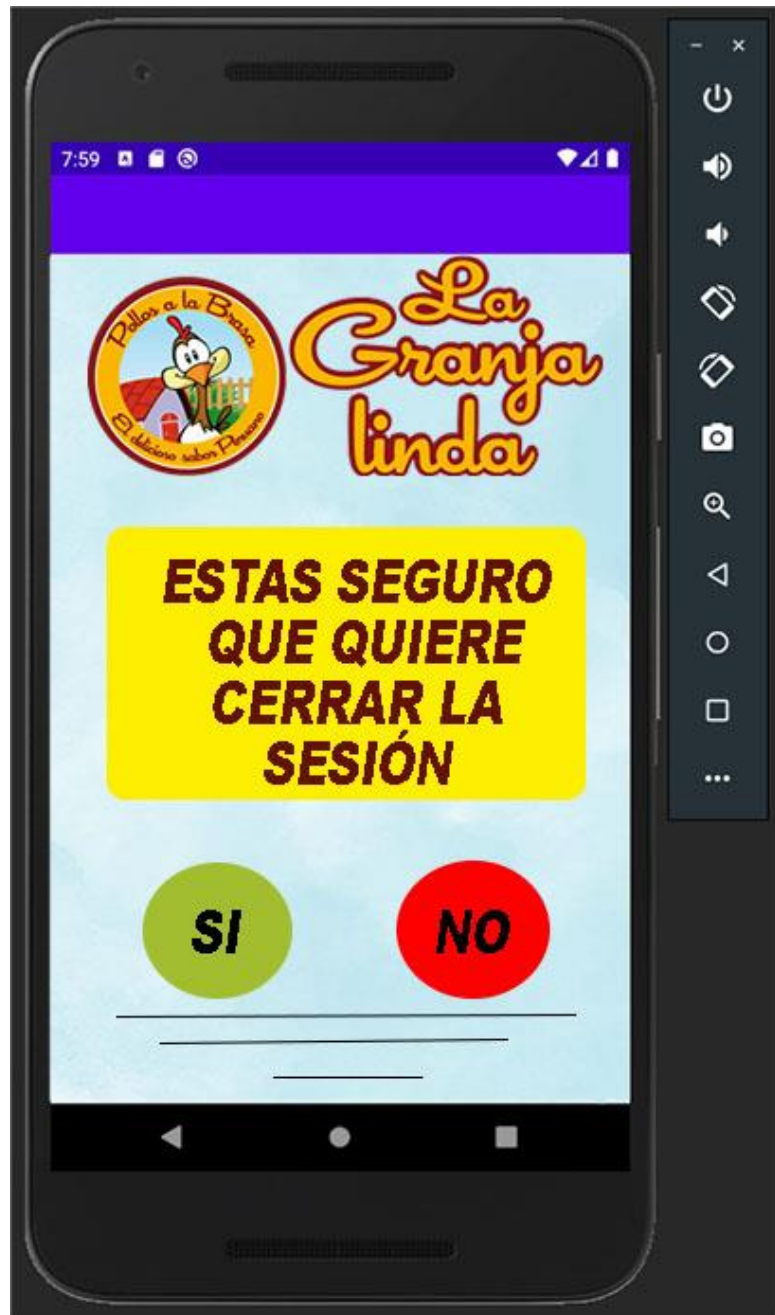 7:59
Pollos a la Brasa
El delicioso sabor Peruano
La
Granja
linda
ESTAS SEGURO
QUE QUIERE
CERRAR LA
SESIÓN
SI
NO